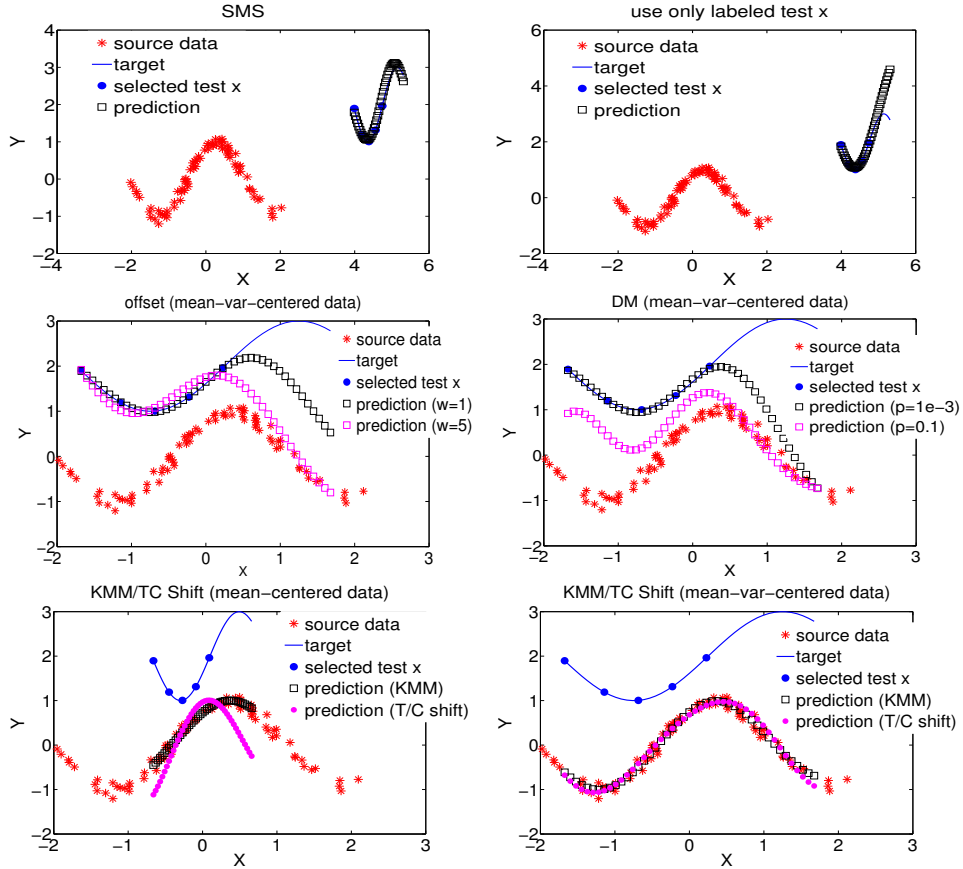 SMS
4
3
2
1
0
−1
−2
−4
−2
0
2
4
6
X
Y
source data
target
selected test x
prediction
use only labeled test x
6
4
2
0
−2
−4
−2
0
2
4
6
X
Y
source data
target
selected test x
prediction
offset (mean−var−centered data)
3
2
1
0
−1
−2
−2
−1
0
1
2
3
X
Y
source data
target
selected test x
prediction (w=1)
prediction (w=5)
DM (mean−var−centered data)
3
2
1
0
−1
−2
−2
−1
0
1
2
3
X
Y
source data
target
selected test x
prediction (p=1e−3)
prediction (p=0.1)
KMM/TC Shift (mean−centered data)
3
2
1
0
−1
−2
−2
−1
0
1
2
3
X
Y
source data
target
selected test x
prediction (KMM)
prediction (T/C shift)
KMM/TC Shift (mean−var−centered data)
3
2
1
0
−1
−2
−2
−1
0
1
2
3
X
Y
source data
target
selected test x
prediction (KMM)
prediction (T/C shift)